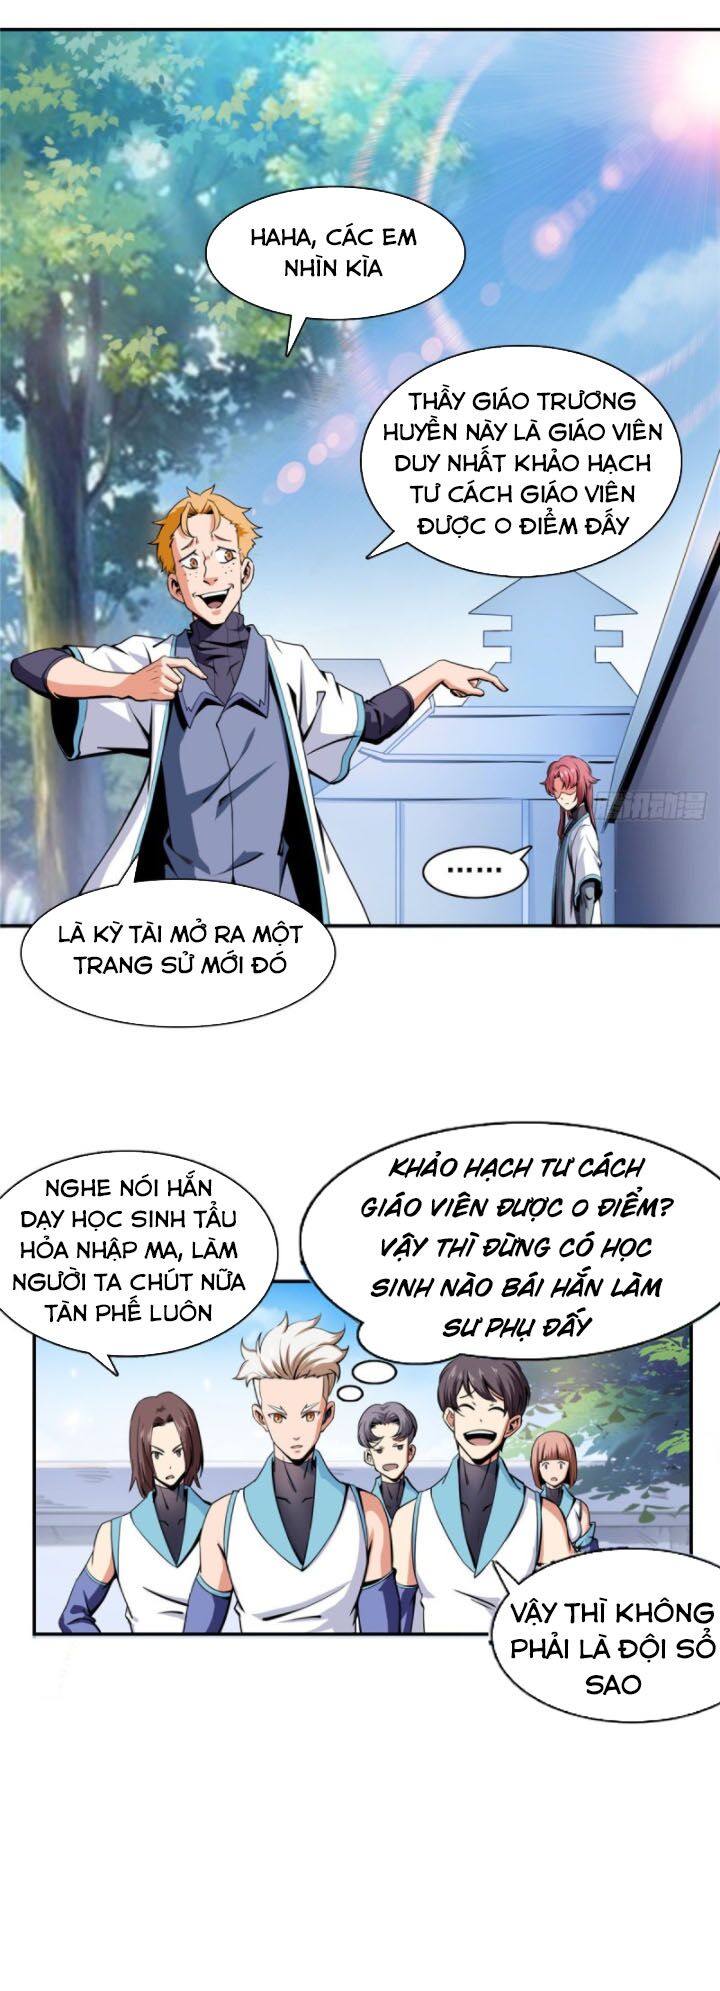 HAHA, CÁC EM
NHÌN KÌA
THẦY GIÁO TRƯƠNG
HUYỀN NÀY LÀ GIÁO VIÊN
DUY NHẤT KHẢO HẠCH
TƯ CÁCH GIÁO VIÊN
ĐƯỢC 0 ĐIỂM ĐẤY
......
LÀ KỲ TÀI MỞ RA MỘT
TRANG SỬ MỚI ĐÓ
KHẢO HẠCH TƯ CÁCH
GIÁO VIÊN ĐƯỢC 0 ĐIỂM?
VẬY THÌ ĐỪNG CÓ HỌC
SINH NÀO BÁI HẮN LÀM
SƯ PHỤ ĐẤY
NGHE NÓI HẮN
DẠY HỌC SINH TẨU
HỎA NHẬP MA, LÀM
NGƯỜI TA CHÚT NỮA
TÀN PHẾ LUÔN
VẬY THÌ KHÔNG
PHẢI LÀ ĐỘI SỔ
SAO